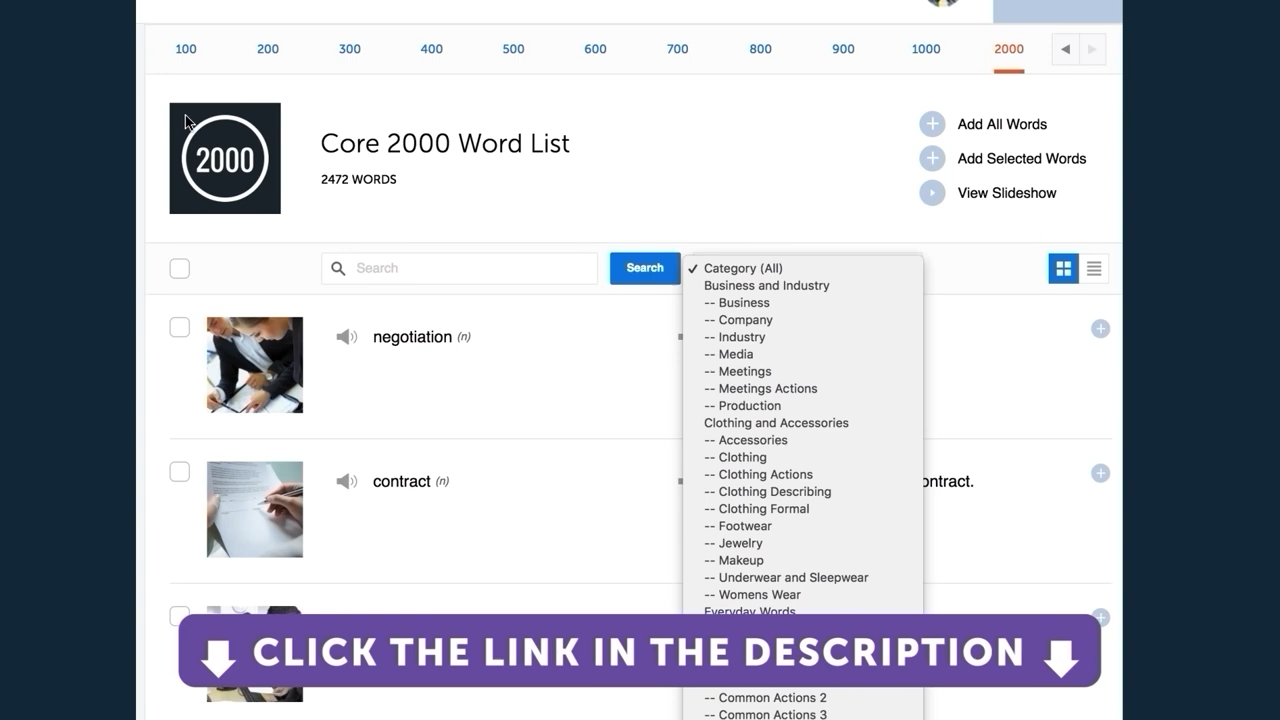 100 200 300 400 500 600 700 800 900 1000 2000
2000
Core 2000 Word List
2472 WORDS
Add All Words
Add Selected Words
View Slideshow
Search
Search
Category (All)
Business and Industry
-- Business
-- Company
-- Industry
-- Media
-- Meetings
-- Meetings Actions
-- Production
Clothing and Accessories
-- Accessories
-- Clothing
-- Clothing Actions
-- Clothing Describing
-- Clothing Formal
-- Footwear
-- Jewelry
-- Makeup
-- Underwear and Sleepwear
-- Womens Wear
Everyday Words
-- Common Actions 2
-- Common Actions 3
negotiation (n)
contract (n)
ontract.
CLICK THE LINK IN THE DESCRIPTION